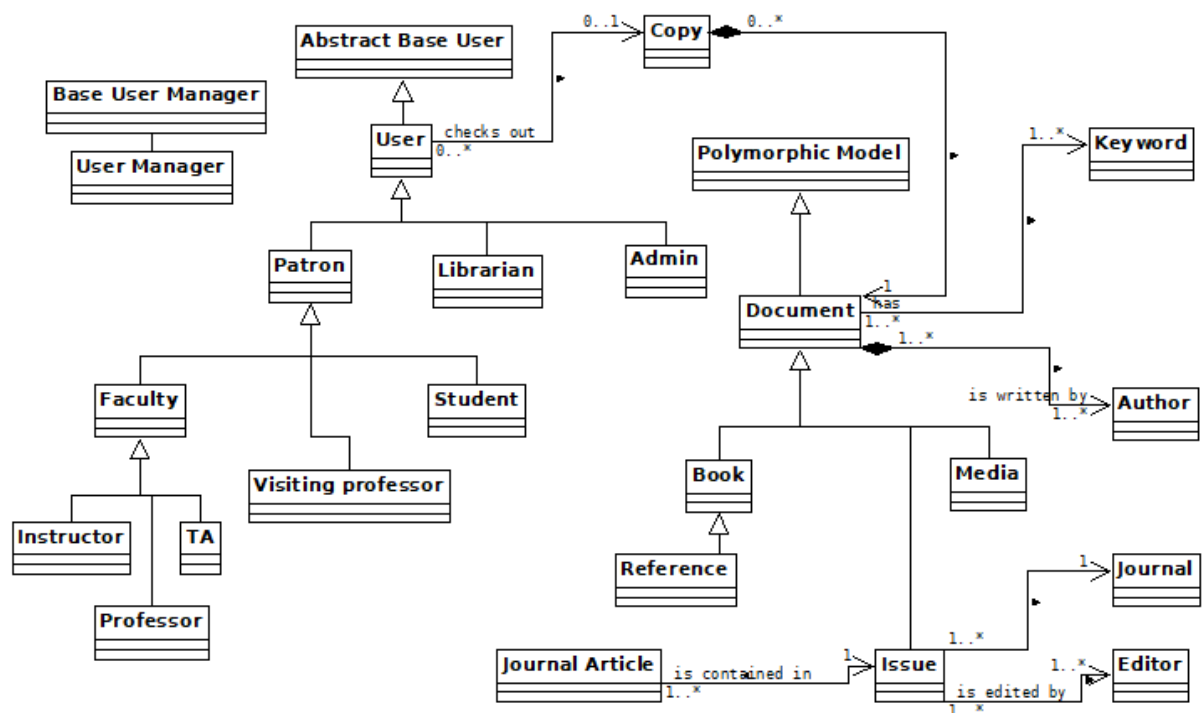 0..1
Copy
0..*
Abstract Base User
Base User Manager
User
checks out
0..*
User Manager
Polymorphic Model
1..*
Keyword
Patron
Librarian
Admin
1
Document
has
1..*
1..*
Faculty
Student
is written by
1..*
Author
Visiting professor
Book
Media
Instructor
TA
Reference
1
Journal
Professor
1..*
Journal Article
is contained in
1..*
1
Issue
is edited by
1..*
1..*
Editor